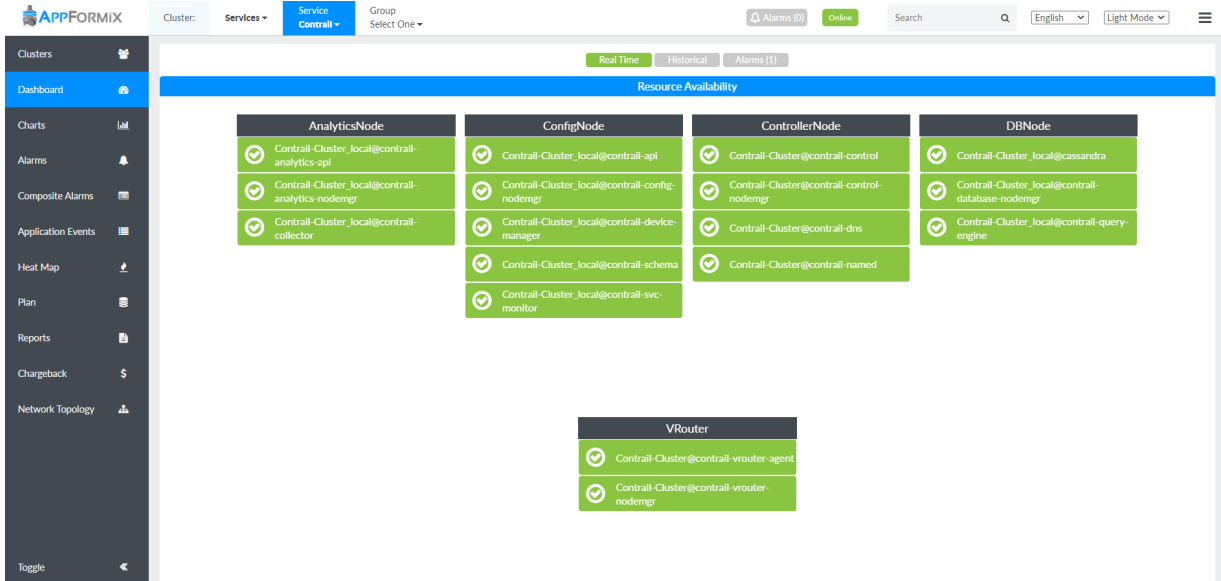 APPFORMIX
Cluster:
Services
Service
Contrail
Group
Select One
Alarms (0)
Online
Search
English
Light Mode
Clusters
Dashboard
Charts
Alarms
Composite Alarms
Application Events
Heat Map
Plan
Reports
Chargeback
Network Topology
Toggle
Real Time
Historical
Alarms (1)
Resource Availability
AnalyticsNode
Contrail-Cluster_local@contrail-
analytics-api
Contrail-Cluster_local@contrail-
analytics-nodemgr
Contrail-Cluster_local@contrail-
collector
ConfigNode
Contrail-Cluster_local@contrail-api
Contrail-Cluster_local@contrail-config-
nodemgr
Contrail-Cluster_local@contrail-device-
manager
Contrail-Cluster_local@contrail-schema
Contrail-Cluster_local@contrail-svc-
monitor
ControllerNode
Contrail-Cluster@contrail-control
Contrail-Cluster@contrail-control-
nodemgr
Contrail-Cluster@contrail-dns
Contrail-Cluster@contrail-named
DBNode
Contrail-Cluster_local@cassandra
Contrail-Cluster_local@contrail-
database-nodemgr
Contrail-Cluster_local@contrail-query-
engine
VRouter
Contrail-Cluster@contrail-vrouter-agent
Contrail-Cluster@contrail-vrouter-
nodemgr